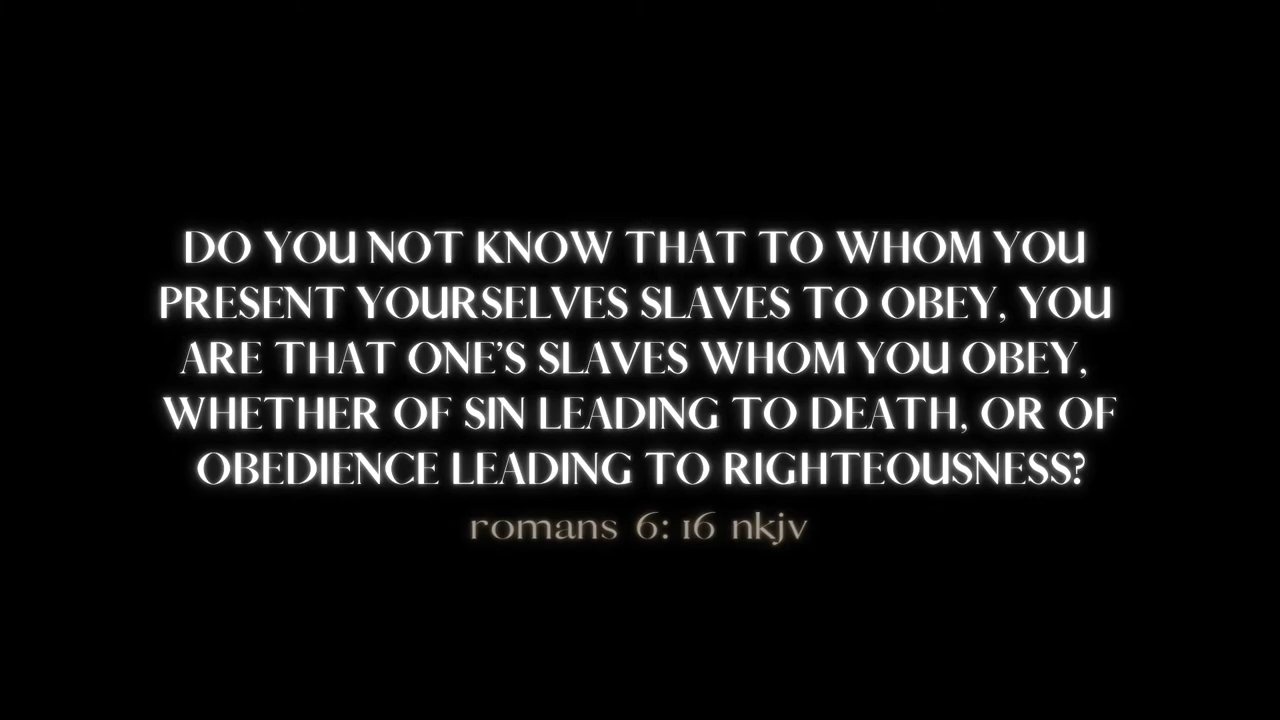 DO YOU NOT KNOW THAT TO WHOM YOU
PRESENT YOURSELVES SLAVES TO OBEY, YOU
ARE THAT ONE’S SLAVES WHOM YOU OBEY,
WHETHER OF SIN LEADING TO DEATH, OR OF
OBEDIENCE LEADING TO RIGHTEOUSNESS?
romans 6: 16 nkjv